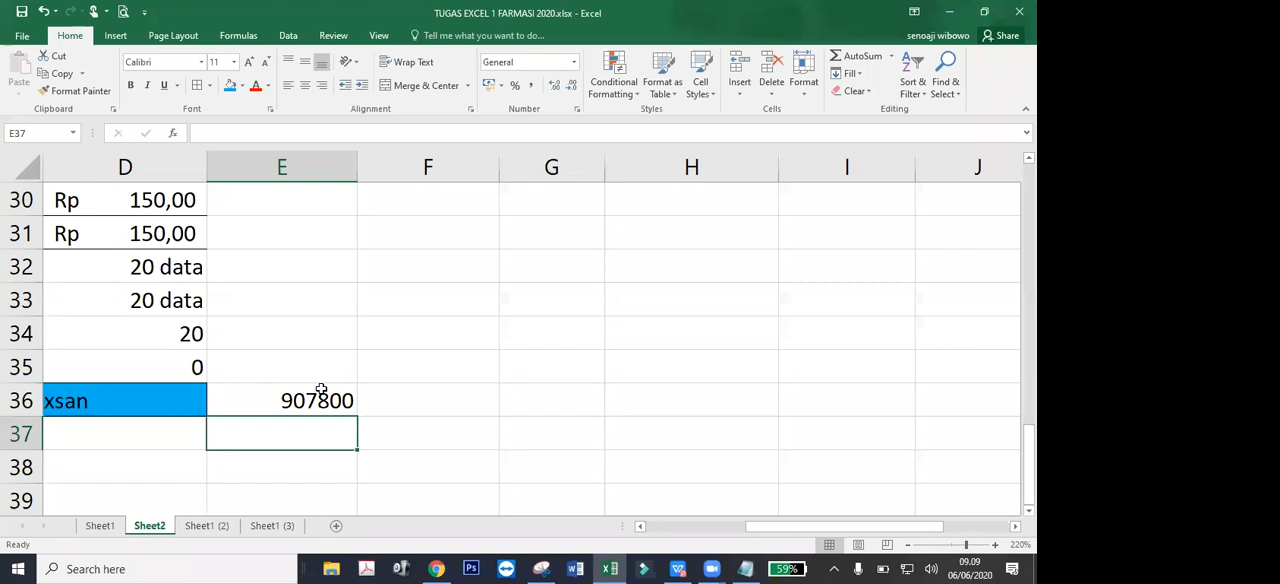 TUGAS EXCEL 1 FARMASI 2020.xlsx - Excel
File Home Insert Page Layout Formulas Data Review View Tell me what you want to do... senoaji wibowo Share
Cut
Copy
Format Painter
Paste
Clipboard
Calibri 11
B I U
Font
Wrap Text
Merge & Center
Alignment
General
% ,
Number
Conditional Formatting
Format as Table
Cell Styles
Styles
Insert Delete Format
Cells
AutoSum
Fill
Clear
Sort & Filter
Find & Select
Editing
E37 fx
D E F G H I J
30 Rp 150,00
31 Rp 150,00
32 20 data
33 20 data
34 20
35 0
36 xsan 907800
37
38
39
Sheet1 Sheet2 Sheet1 (2) Sheet1 (3)
Ready 220%
Search here 59% 09.09
06/06/2020